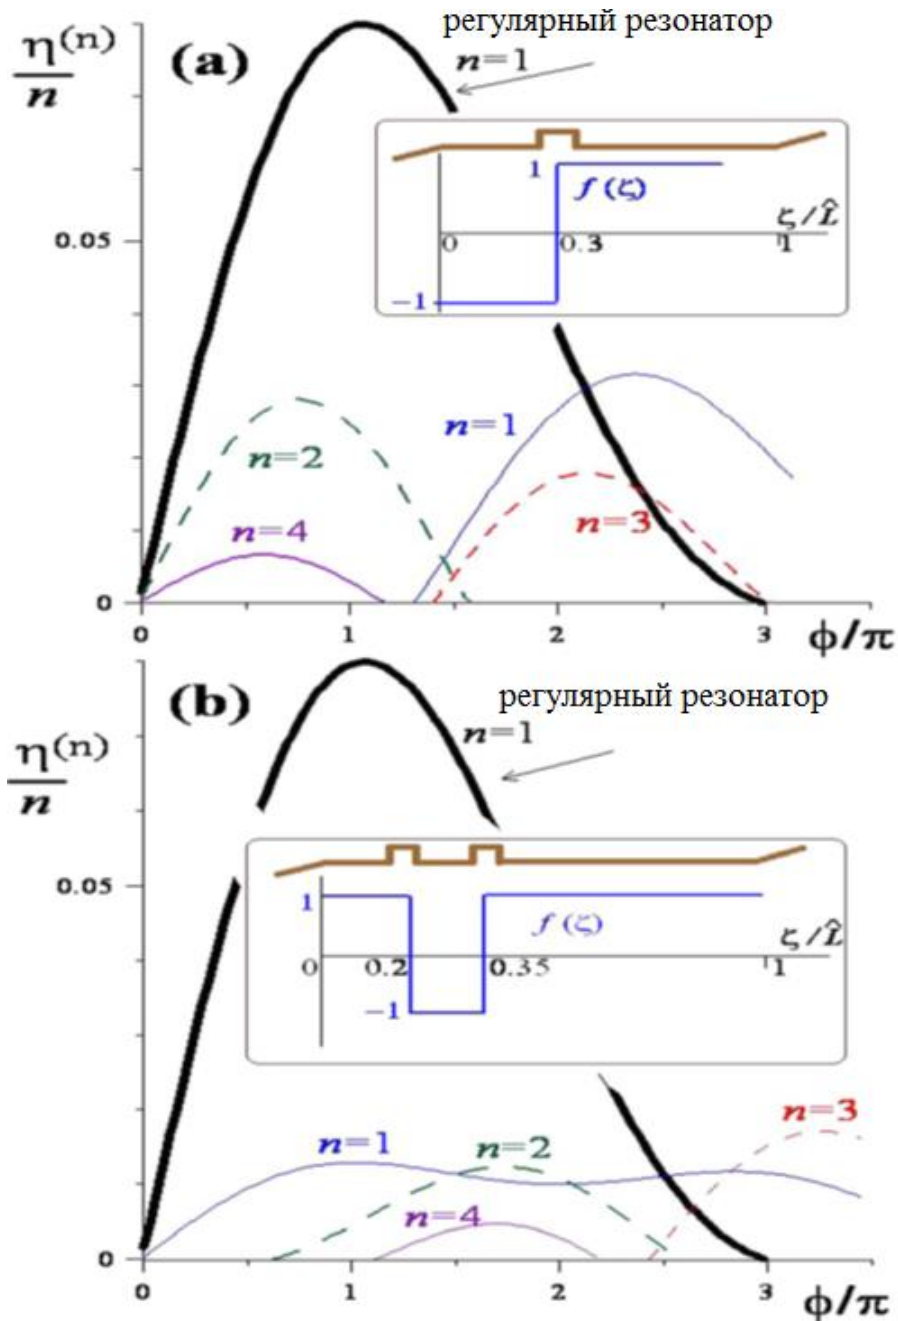 регулярный резонатор
η(n)
n
(a)
n=1
1
f(ζ)
ζ/L̂
0
0.3
1
−1
0.05
n=1
n=2
n=3
n=4
0
0
1
2
3
ϕ/π
(b)
регулярный резонатор
η(n)
n
n=1
0.05
1
f(ζ)
ζ/L̂
0
0.2
0.35
1
−1
n=3
n=1
n=2
n=4
0
0
1
2
3
ϕ/π